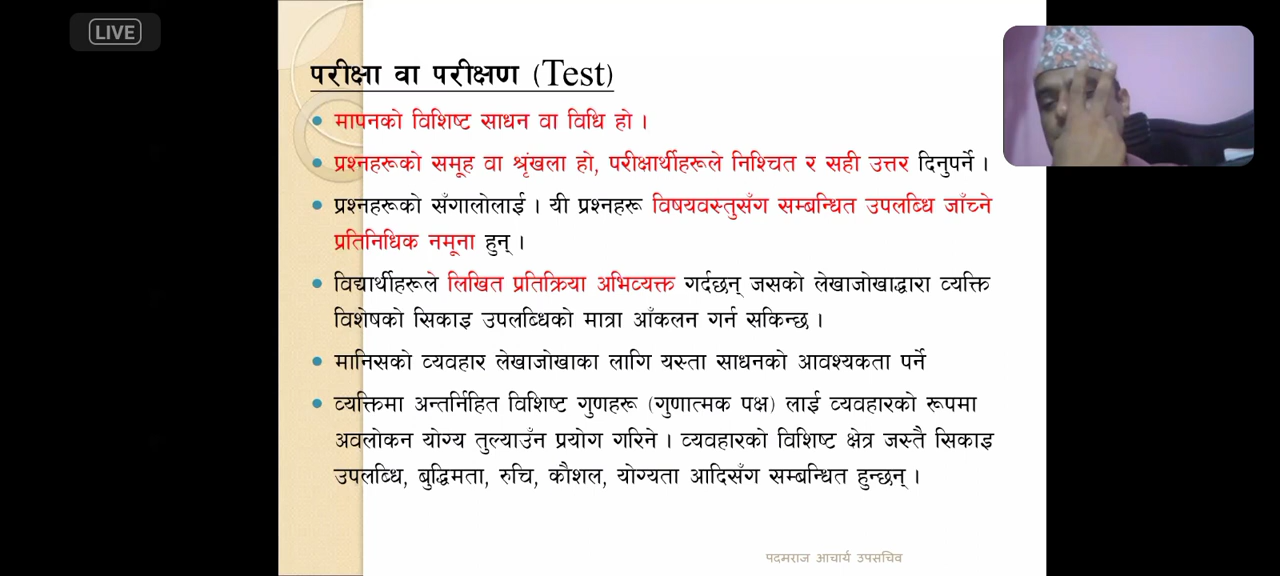 LIVE
परीक्षा वा परीक्षण (Test)
• मापनको विशिष्ट साधन वा विधि हो ।
• प्रश्नहरूको समूह वा श्रृंखला हो, परीक्षार्थीहरूले निश्चित र सही उत्तर दिनुपर्ने ।
• प्रश्नहरूको सँगालोलाई । यी प्रश्नहरू विषयवस्तुसँग सम्बन्धित उपलब्धि जाँच्ने
प्रतिनिधिक नमूना हुन् ।
• विद्यार्थीहरूले लिखित प्रतिक्रिया अभिव्यक्त गर्दछन् जसको लेखाजोखाद्वारा व्यक्ति
विशेषको सिकाइ उपलब्धिको मात्रा आँकलन गर्न सकिन्छ ।
• मानिसको व्यवहार लेखाजोखाका लागि यस्ता साधनको आवश्यकता पर्ने
• व्यक्तिमा अन्तर्निहित विशिष्ट गुणहरू (गुणात्मक पक्ष) लाई व्यवहारको रूपमा
अवलोकन योग्य तुल्याउँन प्रयोग गरिने । व्यवहारको विशिष्ट क्षेत्र जस्तै सिकाइ
उपलब्धि, बुद्धिमता, रुचि, कौशल, योग्यता आदिसँग सम्बन्धित हुन्छन् ।
पदमराज आचार्य उपसचिव